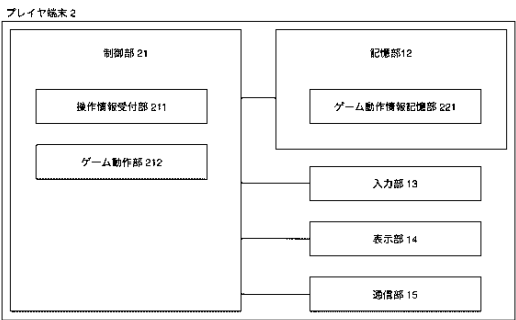 プレイヤ端末 2
制御部 21
操作情報受付部 211
ゲーム動作部 212
記憶部12
ゲーム動作情報記憶部 221
入力部 13
表示部 14
通信部 15